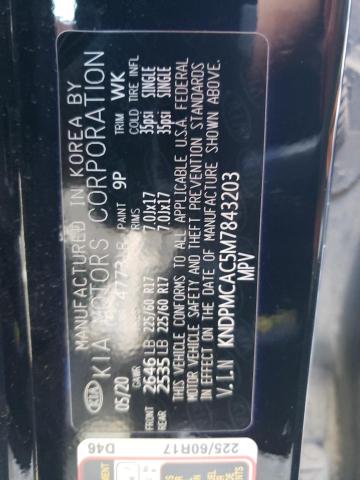 MANUFACTURED IN KOREA BY
KIA KIA MOTORS CORPORATION
05/20 4773 LB PAINT 9P TRIM WK
GAWR RIMS COLD TIRE INFL
FRONT 2646 LB 225/60 R17 7.0Jx17 35psi SINGLE
REAR 2535 LB 225/60 R17 7.0Jx17 35psi SINGLE
THIS VEHICLE CONFORMS TO ALL APPLICABLE U.S.A. FEDERAL
MOTOR VEHICLE SAFETY AND THEFT PREVENTION STANDARDS
IN EFFECT ON THE DATE OF MANUFACTURE SHOWN ABOVE.
V.I.N KNDPMCAC5M7843203
MPV
D46 225/60R17